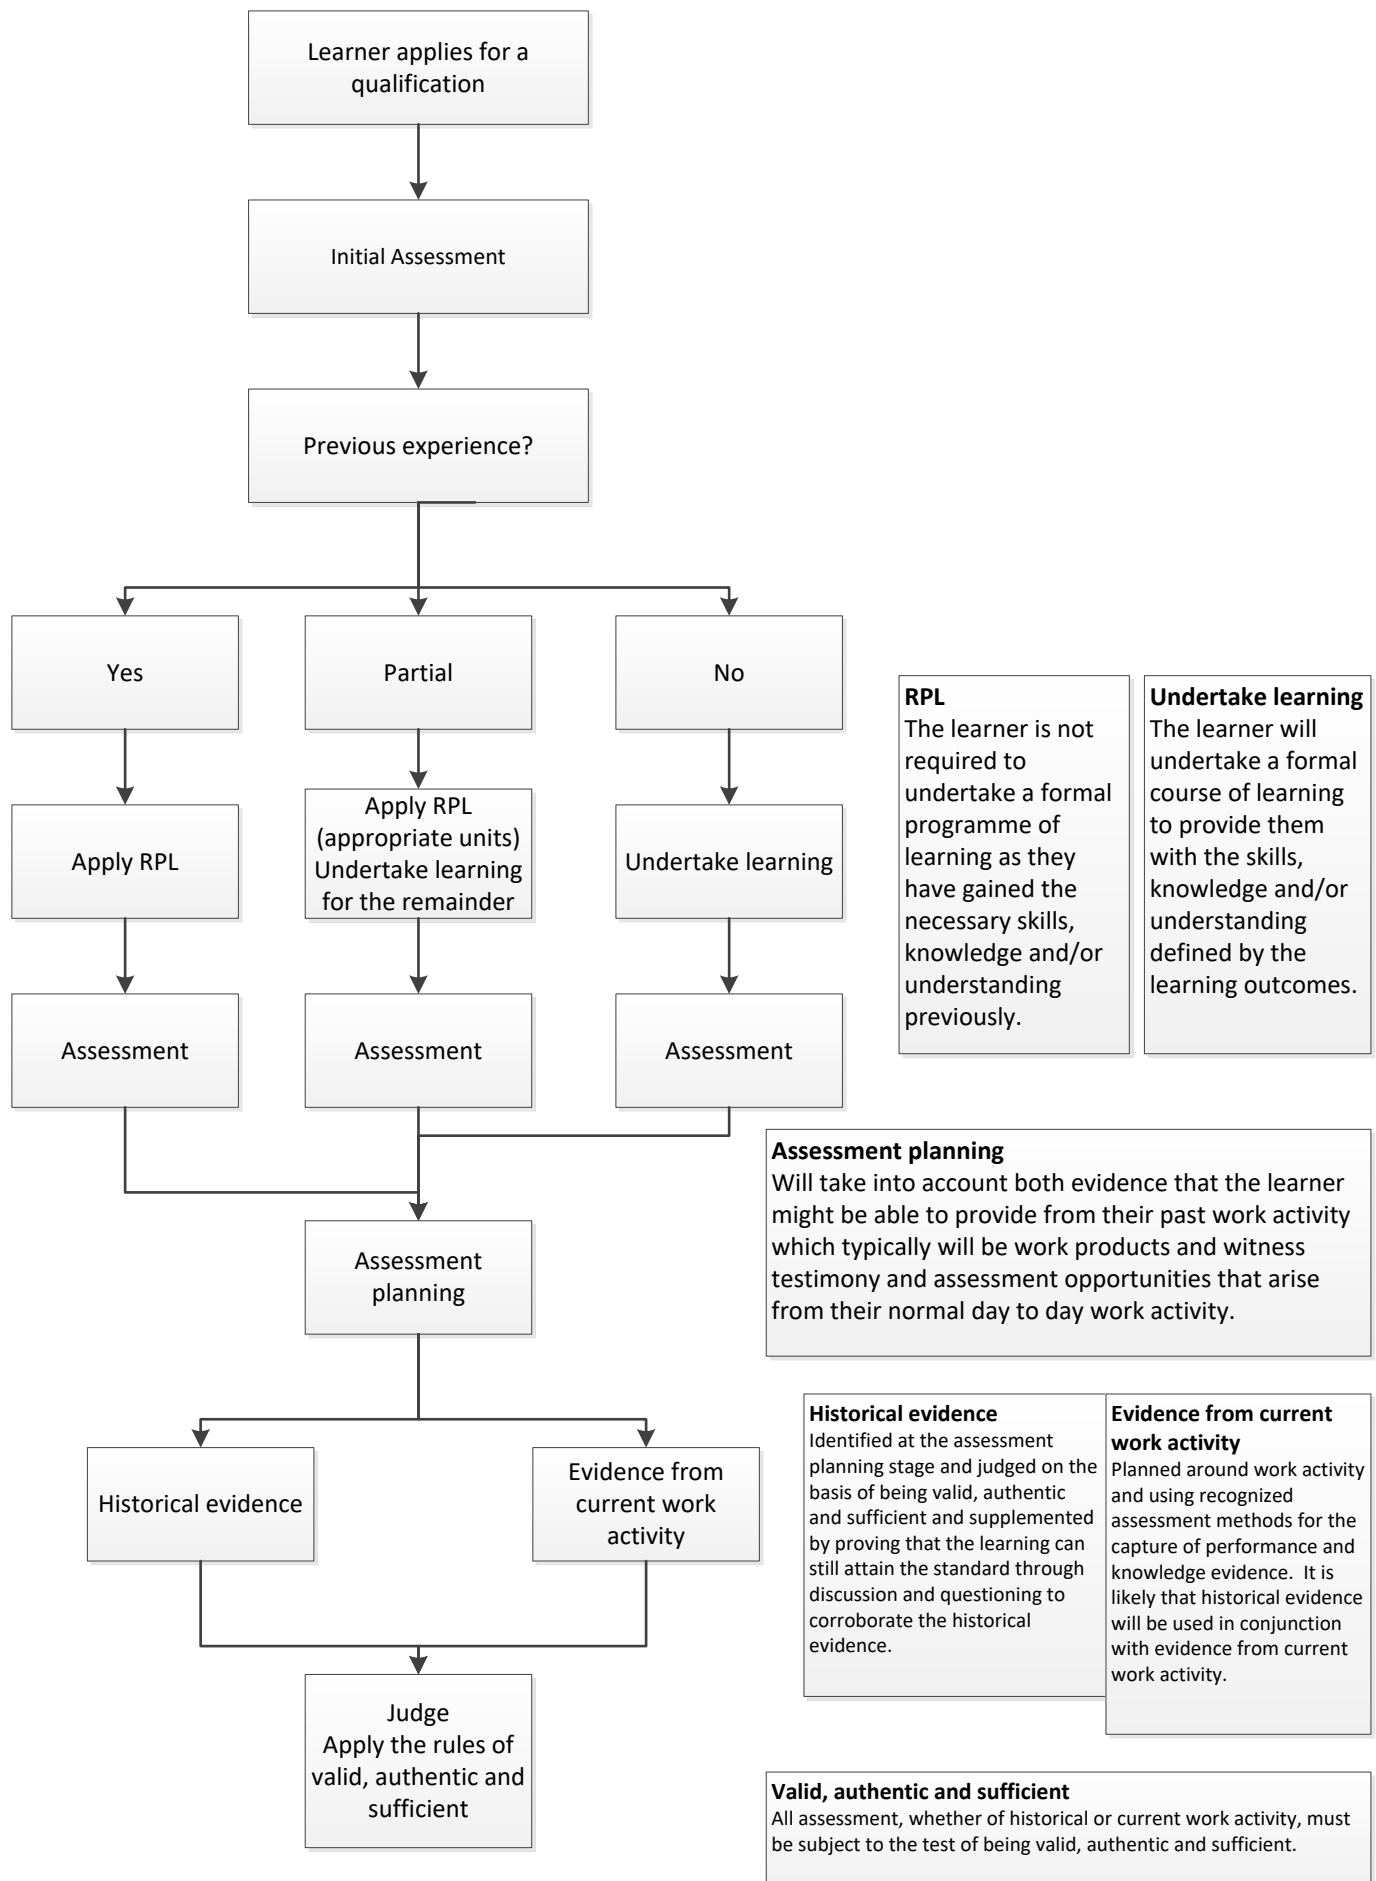 Learner applies for a
qualification
Initial Assessment
Previous experience?
Yes
Partial
No
Apply RPL
Apply RPL
(appropriate units)
Undertake learning
for the remainder
Undertake learning
Assessment
Assessment
Assessment
RPL
The learner is not
required to
undertake a formal
programme of
learning as they
have gained the
necessary skills,
knowledge and/or
understanding
previously.
Undertake learning
The learner will
undertake a formal
course of learning
to provide them
with the skills,
knowledge and/or
understanding
defined by the
learning outcomes.
Assessment planning
Will take into account both evidence that the learner
might be able to provide from their past work activity
which typically will be work products and witness
testimony and assessment opportunities that arise
from their normal day to day work activity.
Assessment
planning
Historical evidence
Evidence from
current work
activity
Historical evidence
Identified at the assessment
planning stage and judged on the
basis of being valid, authentic
and sufficient and supplemented
by proving that the learning can
still attain the standard through
discussion and questioning to
corroborate the historical
evidence.
Evidence from current
work activity
Planned around work activity
and using recognized
assessment methods for the
capture of performance and
knowledge evidence.  It is
likely that historical evidence
will be used in conjunction
with evidence from current
work activity.
Judge
Apply the rules of
valid, authentic and
sufficient
Valid, authentic and sufficient
All assessment, whether of historical or current work activity, must
be subject to the test of being valid, authentic and sufficient.